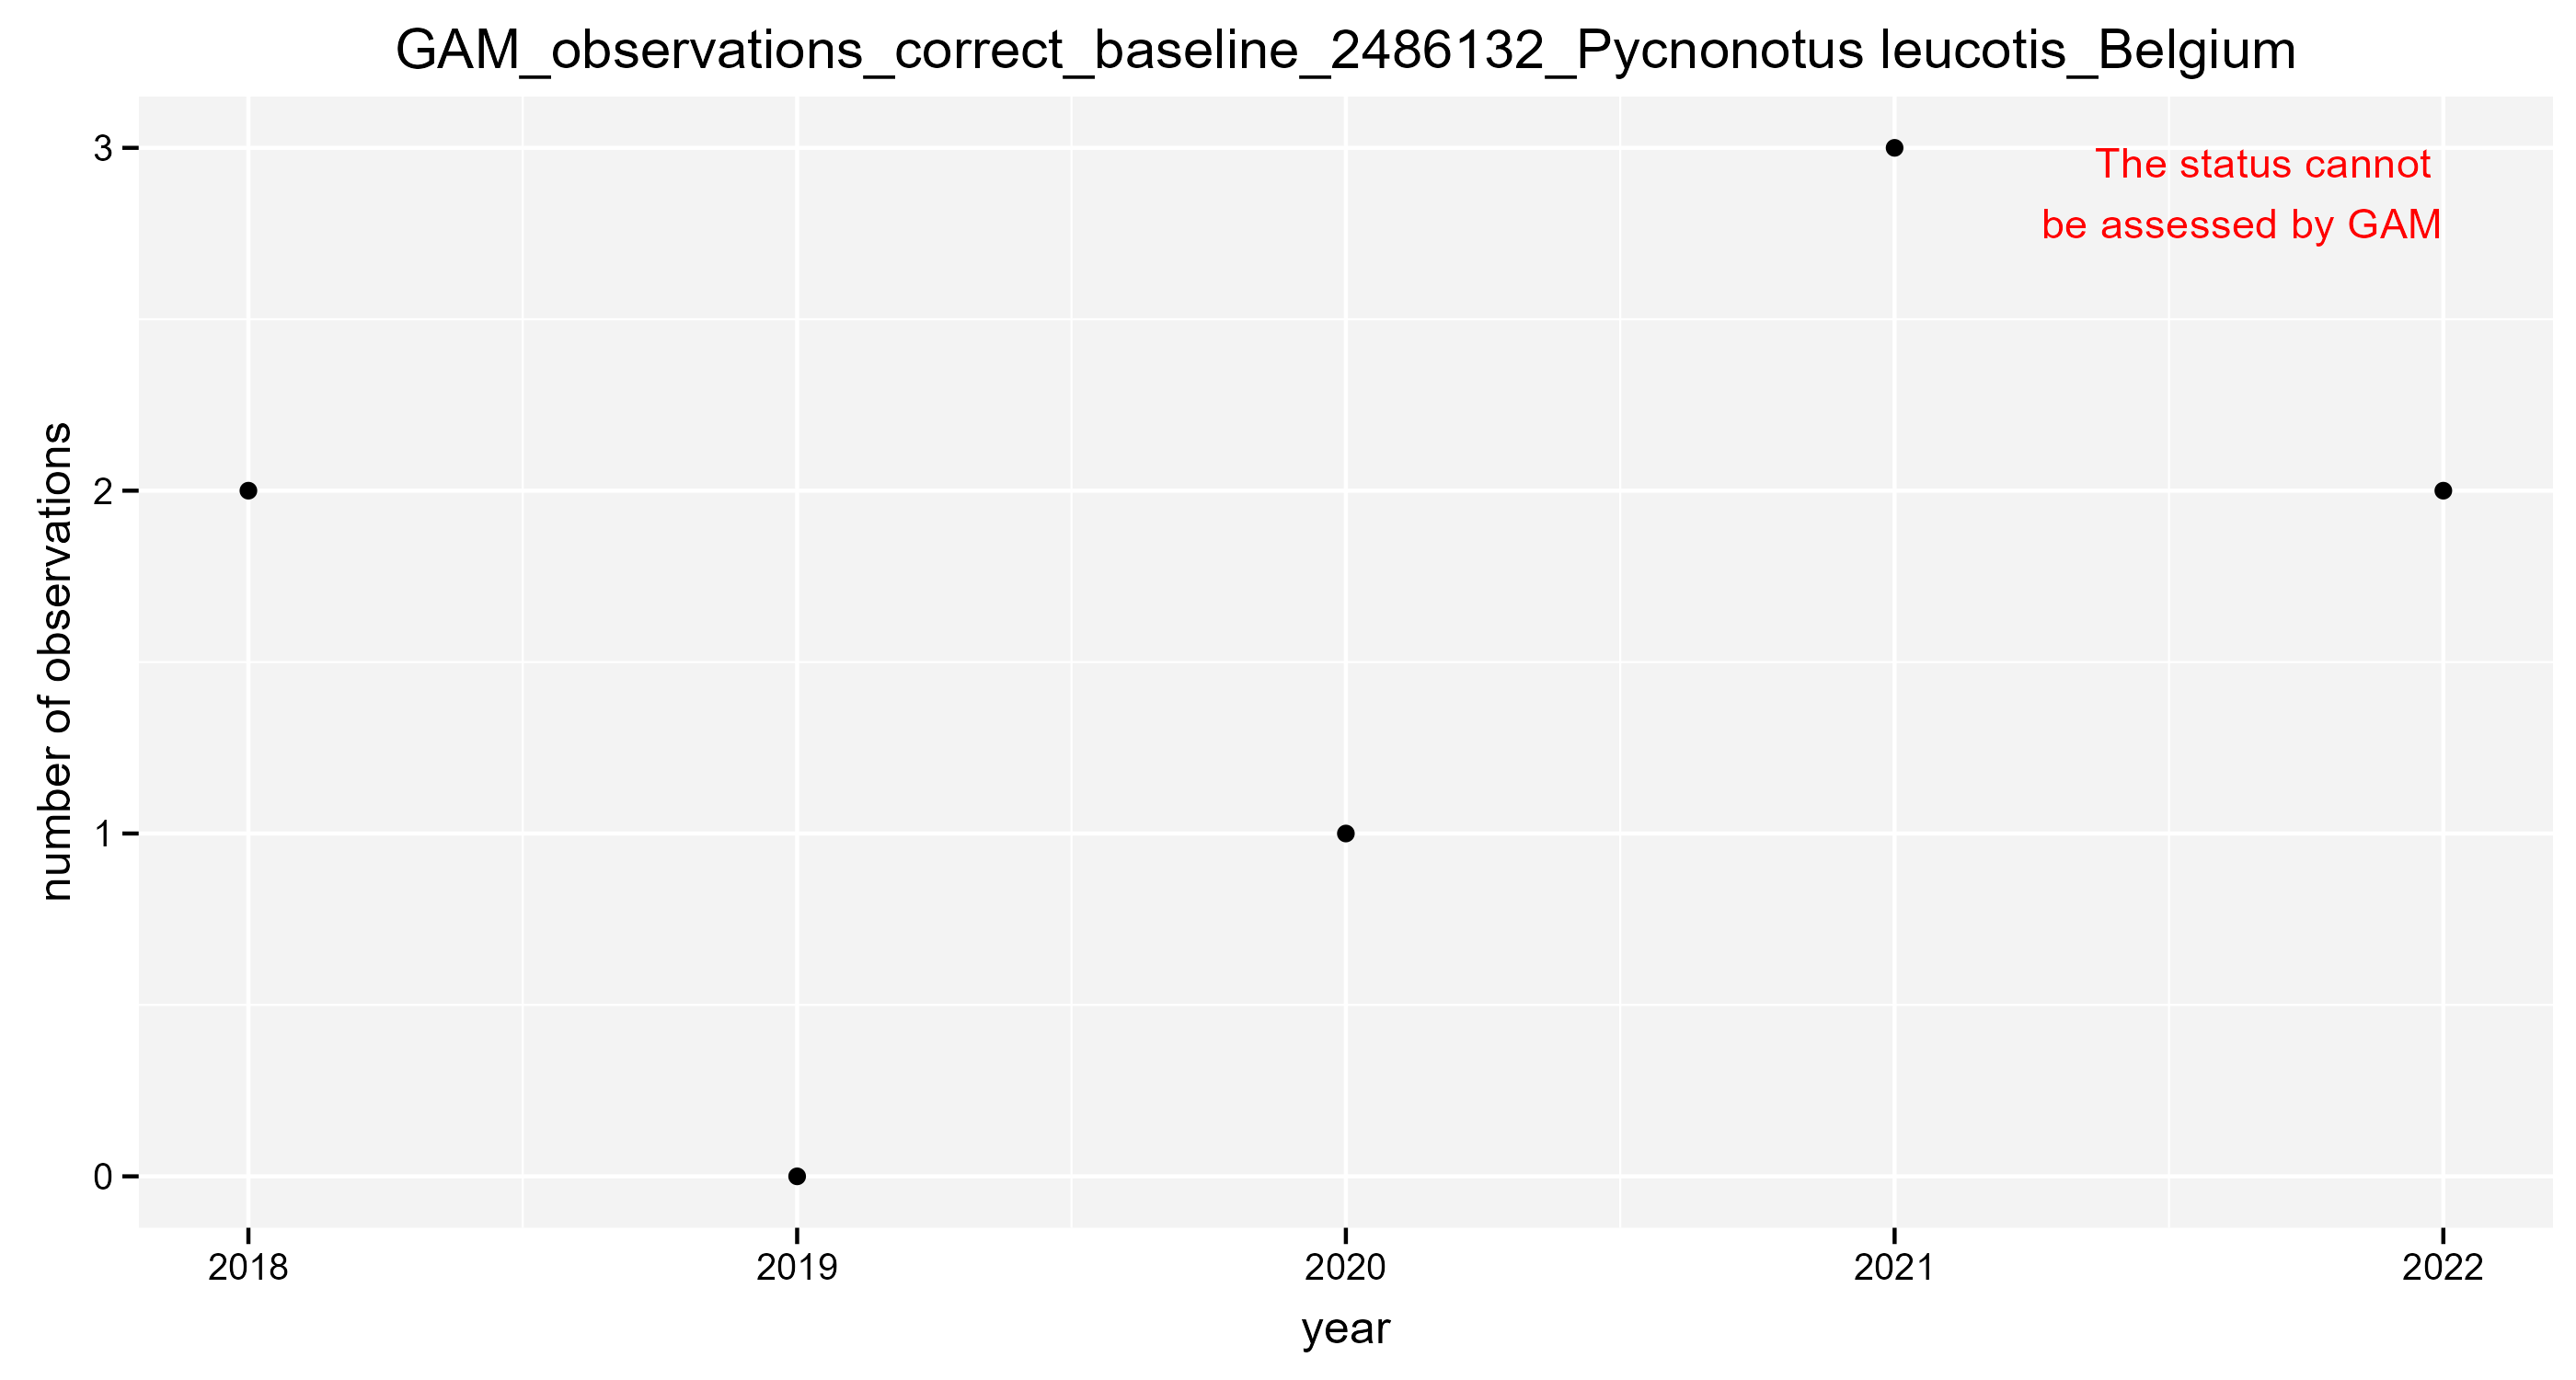 GAM_observations_correct_baseline_2486132_Pycnonotus leucotis_Belgium
3
The status cannot
be assessed by GAM
2
number of observations
1
0
2018 2019 2020 2021 2022
year